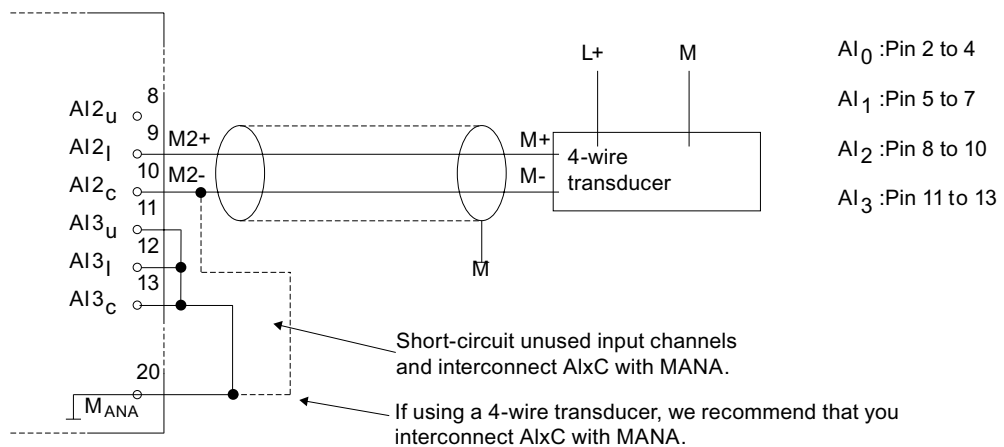 L+ M
AI0 :Pin 2 to 4
AI1 :Pin 5 to 7
AI2 :Pin 8 to 10
AI3 :Pin 11 to 13
8
AI2u
9
AI2I M2+ M+
10
AI2c M2- M-
4-wire
transducer
11
AI3u
12
AI3I
13
AI3c
M
20
MANA
Short-circuit unused input channels
and interconnect AIxC with MANA.
If using a 4-wire transducer, we recommend that you
interconnect AIxC with MANA.